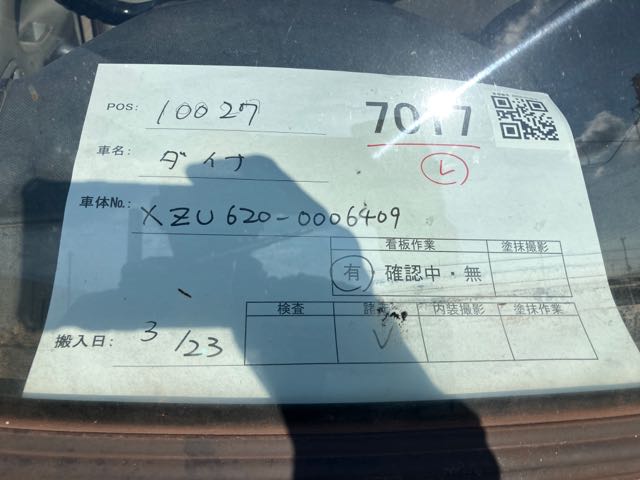 POS: 10027
7017
車名: ダイナ
レ
車体No.: XZU620-0006409
看板作業 塗抹撮影
有・確認中・無
検査 内装撮影 塗抹作業
レ
搬入日: 3/23